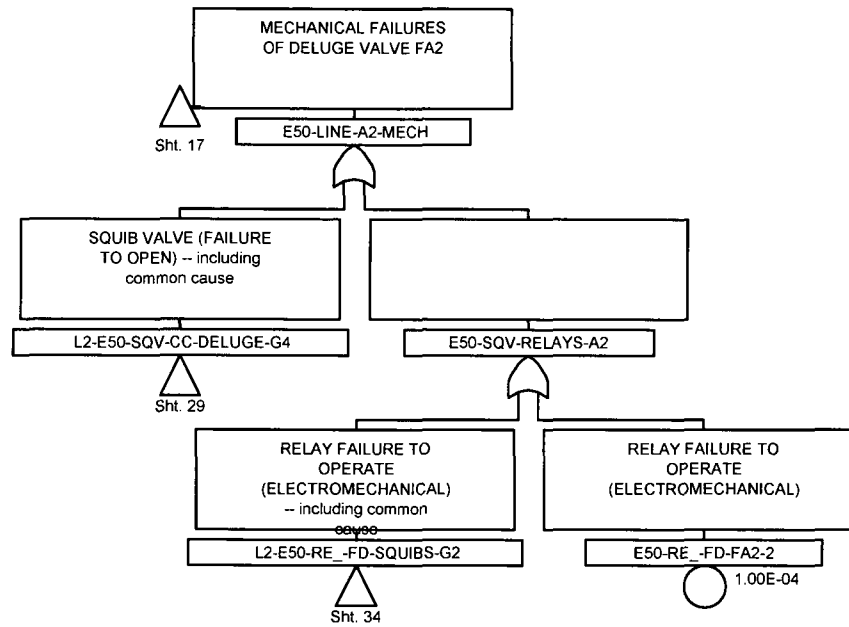 MECHANICAL FAILURES
OF DELUGE VALVE FA2
Sht. 17
E50-LINE-A2-MECH
SQUIB VALVE (FAILURE
TO OPEN) -- including
common cause
L2-E50-SQV-CC-DELUGE-G4
Sht. 29
E50-SQV-RELAYS-A2
RELAY FAILURE TO
OPERATE
(ELECTROMECHANICAL)
-- including common
cause
L2-E50-RE_-FD-SQUIBS-G2
Sht. 34
RELAY FAILURE TO
OPERATE
(ELECTROMECHANICAL)
E50-RE_-FD-FA2-2
1.00E-04